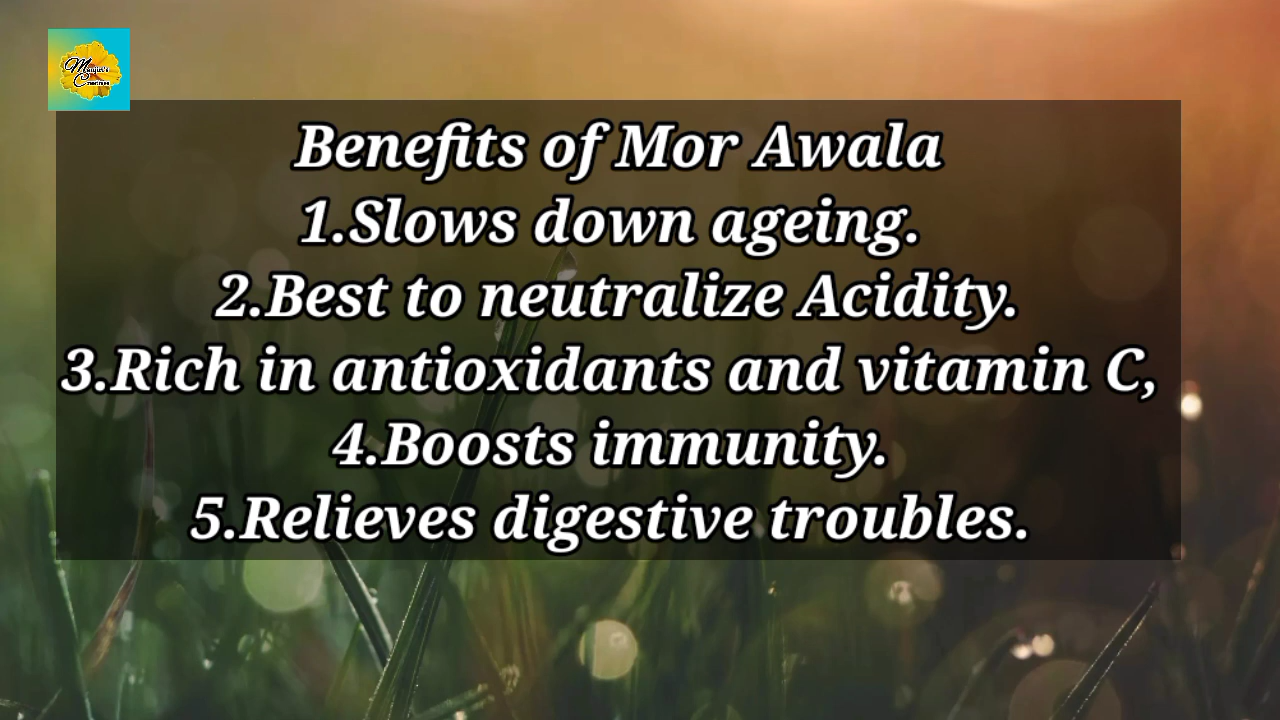 Benefits of Mor Awala
1.Slows down ageing.
2.Best to neutralize Acidity.
3.Rich in antioxidants and vitamin C,
4.Boosts immunity.
5.Relieves digestive troubles.